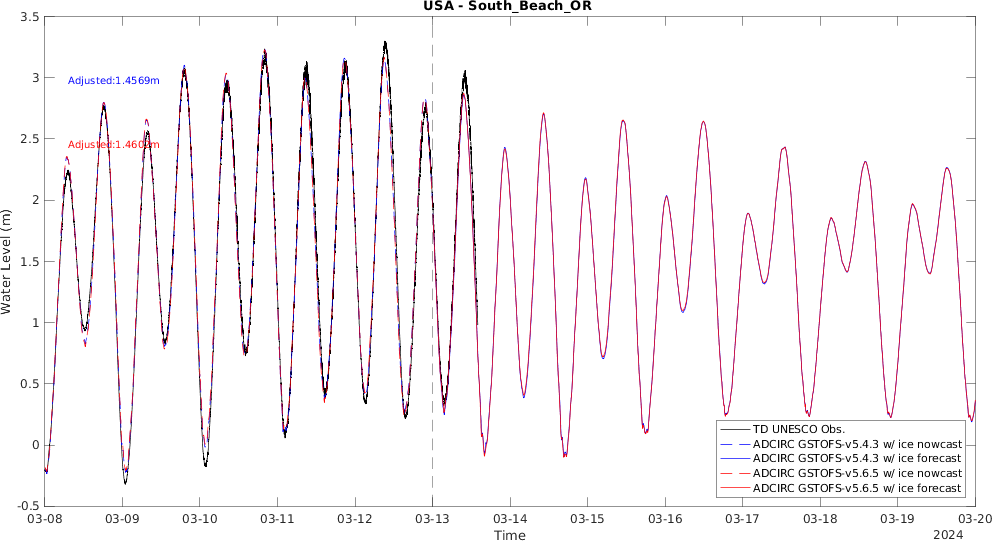 USA - South_Beach_OR
3.5
3
2.5
2
1.5
1
0.5
0
-0.5
Water Level (m)
Adjusted:1.4569m
TD UNESCO Obs.
ADCIRC GSTOFS-v5.4.3 w/ ice nowcast
ADCIRC GSTOFS-v5.4.3 w/ ice forecast
ADCIRC GSTOFS-v5.6.5 w/ ice nowcast
ADCIRC GSTOFS-v5.6.5 w/ ice forecast
03-08 03-09 03-10 03-11 03-12 03-13 03-14 03-15 03-16 03-17 03-18 03-19 03-20
Time
2024